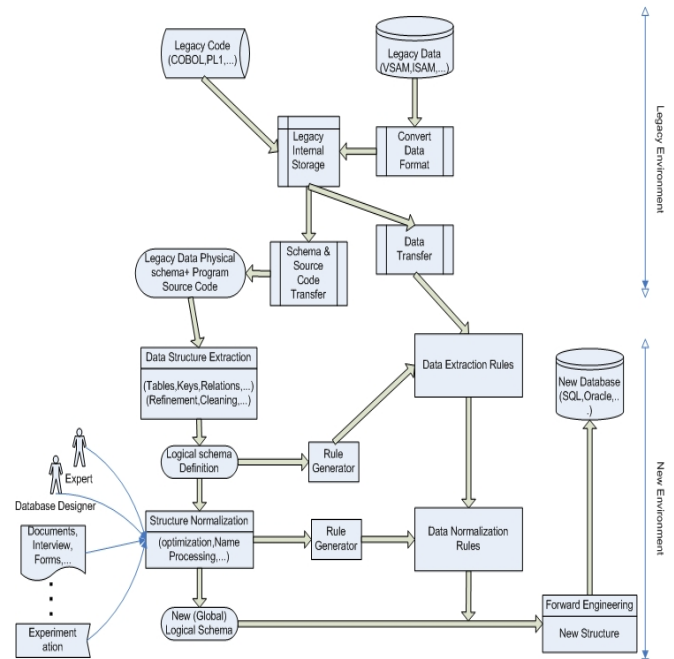 Legacy Code
(COBOL,PL1,...)
Legacy Data
(VSAM,ISAM,...)
Legacy
Internal
Storage
Convert
Data
Format
Legacy Environment
Legacy Data Physical
schema+ Program
Source Code
Schema &
Source
Code
Transfer
Data
Transfer
Data Structure Extraction
(Tables,Keys,Relations,...)
(Refinement,Cleaning,...)
Data Extraction Rules
New Database
(SQL,Oracle,..
.)
Logical schema
Definition
Rule
Generator
Expert
Database Designer
New Environment
Documents,
Interview,
Forms,...
Structure Normalization
(optimization,Name
Processing,...)
Rule
Generator
Data Normalization
Rules
Experiment
ation
New (Global)
Logical Schema
Forward Engineering
New Structure